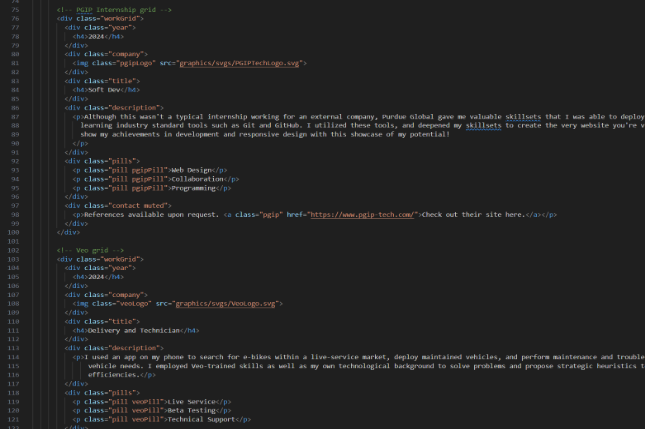 75 <!-- PGIP internship grid -->
76 <div class="workGrid">
77 <div class="year">
78 <h4>2024</h4>
79 </div>
80 <div class="company">
81 <img class="pgipLogo" src="graphics/svgs/PGIPTechLogo.svg">
82 </div>
83 <div class="title">
84 <h4>Soft Dev</h4>
85 </div>
86 <div class="description">
87 <p>Although this wasn't a typical internship working for an external company, Purdue Global gave me valuable skillsets that I was able to deploy
88 learning industry standard tools such as Git and GitHub. I utilized these tools, and deepened my skillsets to create the very website you're v
89 show my achievements in development and responsive design with this showcase of my potential!
90 </p>
91 </div>
92 <div class="pills">
93 <p class="pill pgipPill">Web Design</p>
94 <p class="pill pgipPill">Collaboration</p>
95 <p class="pill pgipPill">Programming</p>
96 </div>
97 <div class="contact muted">
98 <p>References available upon request. <a class="pgip" href="https://www.pgip-tech.com/">Check out their site here.</a></p>
99 </div>
100 </div>
101
102 <!-- Veo grid -->
103 <div class="workGrid">
104 <div class="year">
105 <h4>2024</h4>
106 </div>
107 <div class="company">
108 <img class="veoLogo" src="graphics/svgs/VeoLogo.svg">
109 </div>
110 <div class="title">
111 <h4>Delivery and Technician</h4>
112 </div>
113 <div class="description">
114 <p>I used an app on my phone to search for e-bikes within a live-service market, deploy maintained vehicles, and perform maintenance and trouble
115 vehicle needs. I employed Veo-trained skills as well as my own technological background to solve problems and propose strategic heuristics t
116 efficiencies.</p>
117 </div>
118 <div class="pills">
119 <p class="pill veoPill">Live Service</p>
120 <p class="pill veoPill">Beta Testing</p>
121 <p class="pill veoPill">Technical Support</p>